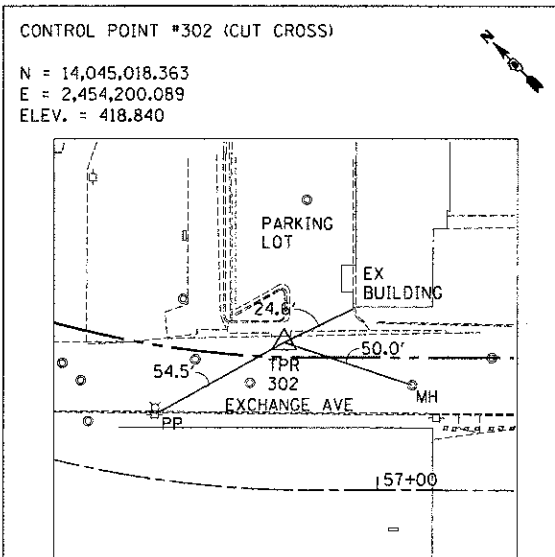 CONTROL POINT #302 (CUT CROSS)
N
N = 14,045,018.363
E = 2,454,200.089
ELEV. = 418.840
PARKING
LOT
EX
BUILDING
24.6'
50.0'
54.5'
TPR
302
MH
EXCHANGE AVE
PP
57+00